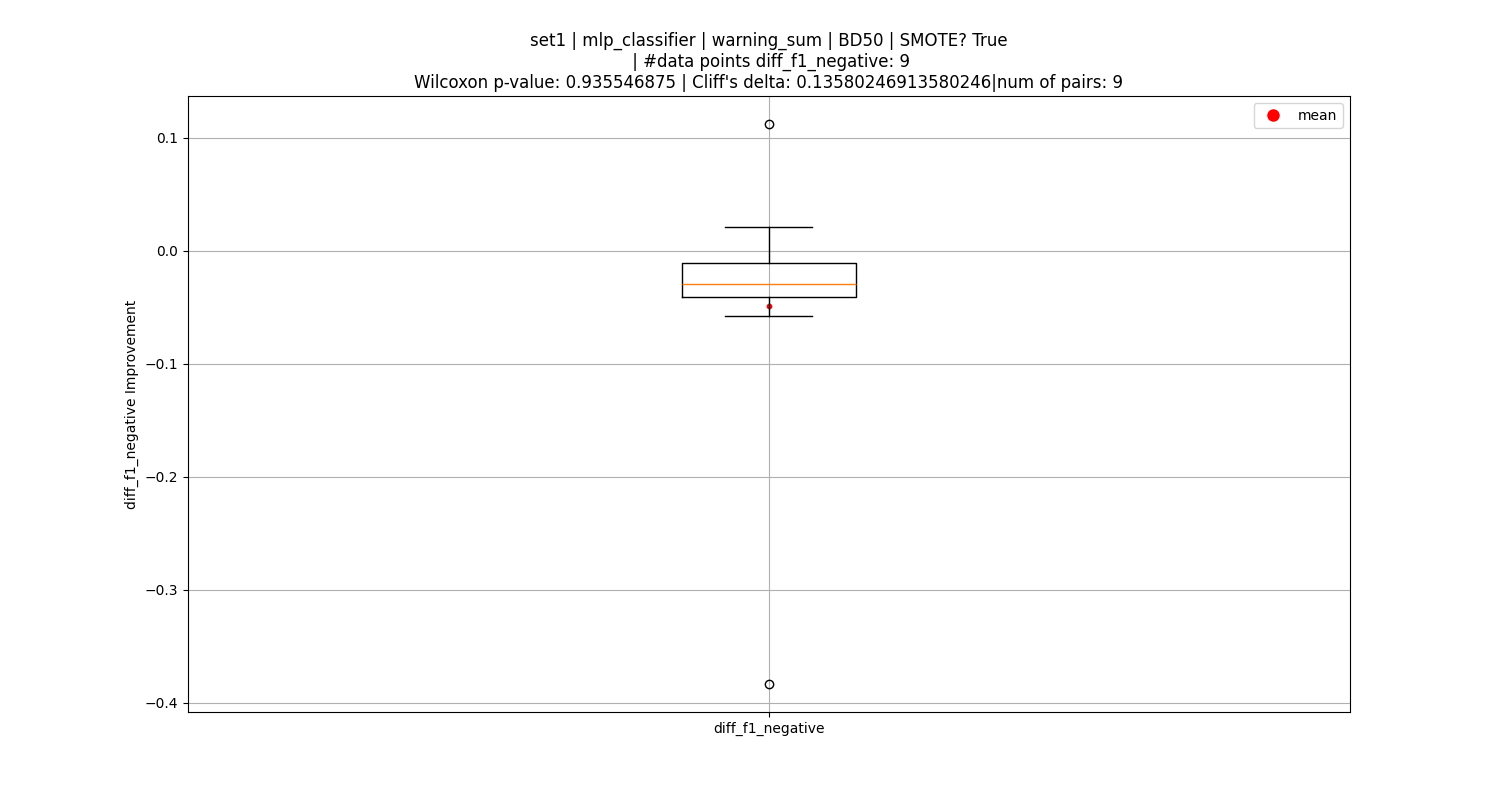 set1 | mlp_classifier | warning_sum | BD50 | SMOTE? True
| #data points diff_f1_negative: 9
Wilcoxon p-value: 0.935546875 | Cliff's delta: 0.13580246913580246|num of pairs: 9
mean
0.1
0.0
−0.1
−0.2
−0.3
−0.4
diff_f1_negative Improvement
diff_f1_negative